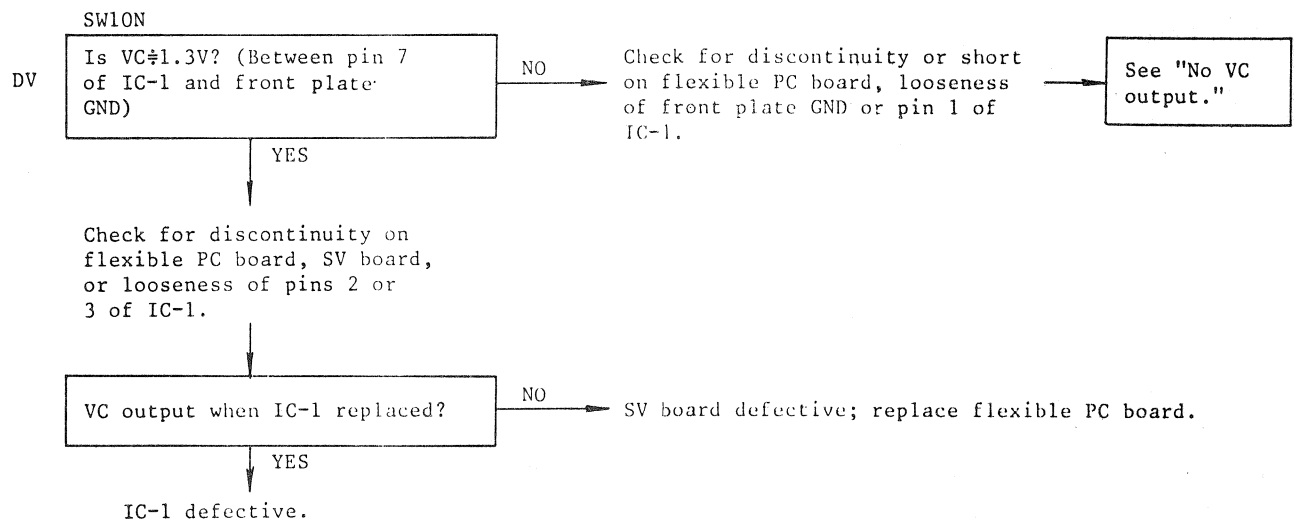 SW1ON
DV
Is VC≒1.3V? (Between pin 7
of IC-1 and front plate
GND)
NO
Check for discontinuity or short
on flexible PC board, looseness
of front plate GND or pin 1 of
IC-1.
See "No VC
output."
YES
Check for discontinuity on
flexible PC board, SV board,
or looseness of pins 2 or
3 of IC-1.
VC output when IC-1 replaced?
NO
SV board defective; replace flexible PC board.
YES
IC-1 defective.